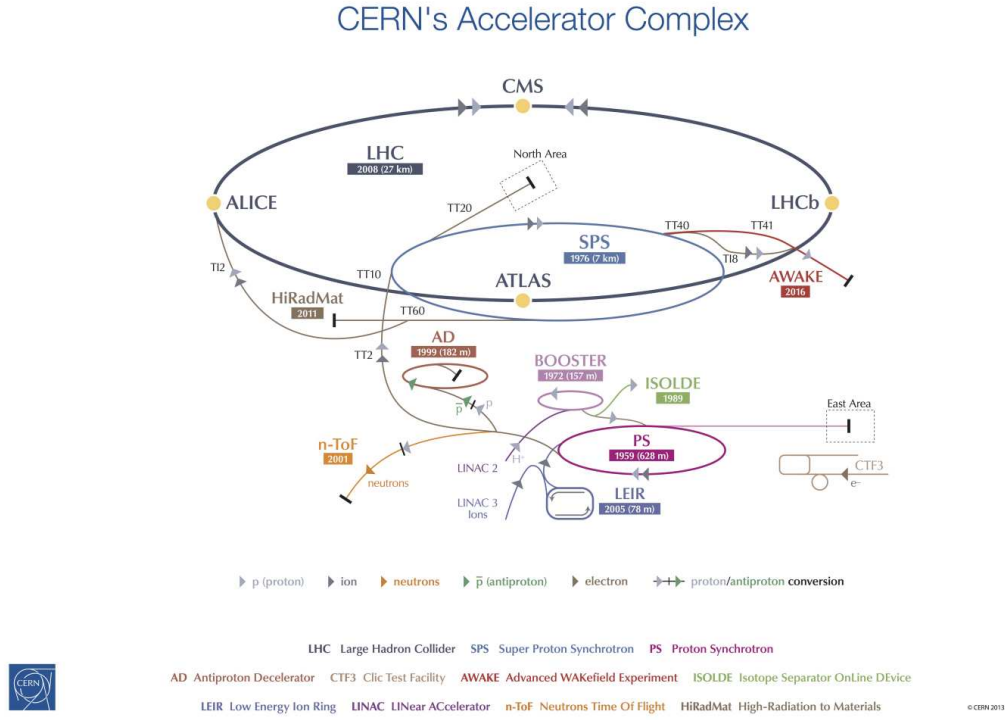 CERN's Accelerator Complex
CMS
LHC
2008 (27 km)
North Area
ALICE
LHCb
TT20
TT40
TT41
SPS
1976 (7 km)
TI8
TI2
TT10
ATLAS
AWAKE
2016
HiRadMat
2011
TT60
AD
1999 (182 m)
TT2
BOOSTER
1972 (157 m)
ISOLDE
1989
p̅
p
East Area
n-ToF
2001
PS
1959 (628 m)
LINAC 2
H⁺
neutrons
CTF3
e–
LEIR
2005 (78 m)
LINAC 3
Ions
p (proton) ion neutrons p̅ (antiproton) electron proton/antiproton conversion
LHC Large Hadron Collider SPS Super Proton Synchrotron PS Proton Synchrotron
AD Antiproton Decelerator CTF3 Clic Test Facility AWAKE Advanced WAKefield Experiment ISOLDE Isotope Separator OnLine DEvice
LEIR Low Energy Ion Ring LINAC LINear ACcelerator n-ToF Neutrons Time Of Flight HiRadMat High-Radiation to Materials
CERN
© CERN 2013